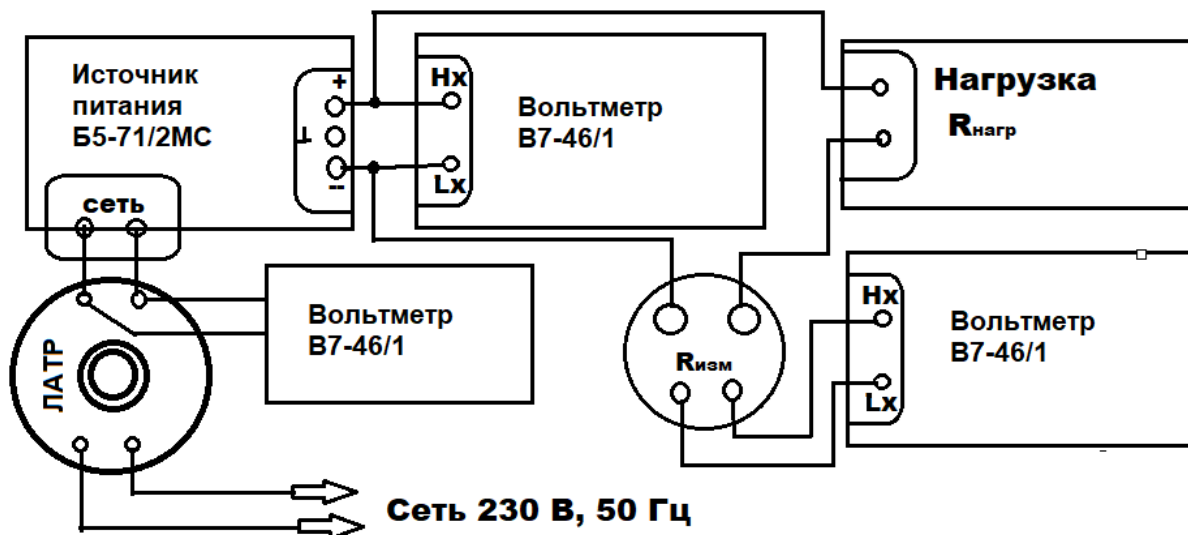 Источник
питания
Б5-71/2МС
+
⊥
--
сеть
Hx
Lx
Вольтметр
В7-46/1
Нагрузка
Rнагр
ЛАТР
Вольтметр
В7-46/1
Rизм
Hx
Lx
Вольтметр
В7-46/1
Сеть 230 В, 50 Гц